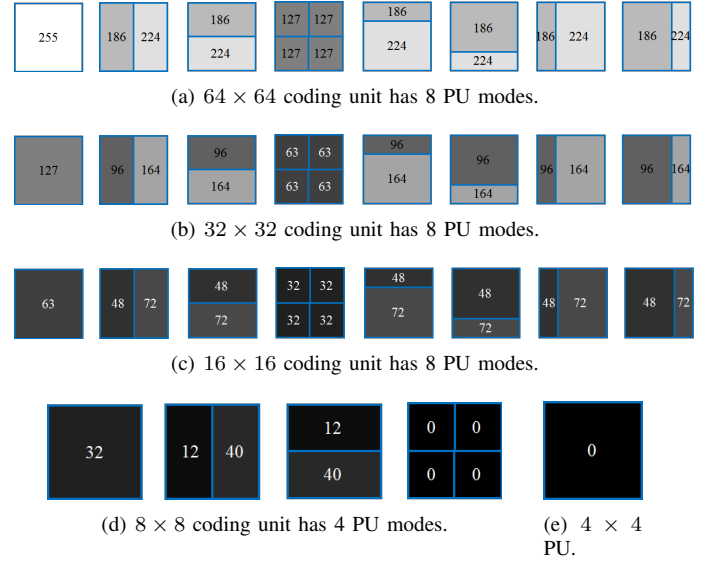 255 186 224 186 127 127 186 186 186 224 186 224
224 127 127 224 224
(a) 64 × 64 coding unit has 8 PU modes.
127 96 164 96 63 63 96 96 96 164 96 164
164 63 63 164 164
(b) 32 × 32 coding unit has 8 PU modes.
63 48 72 48 32 32 48 48 48 72 48 72
72 32 32 72 72
(c) 16 × 16 coding unit has 8 PU modes.
32 12 40 12 0 0 0
40 0 0
(d) 8 × 8 coding unit has 4 PU modes.
(e) 4 × 4
PU.